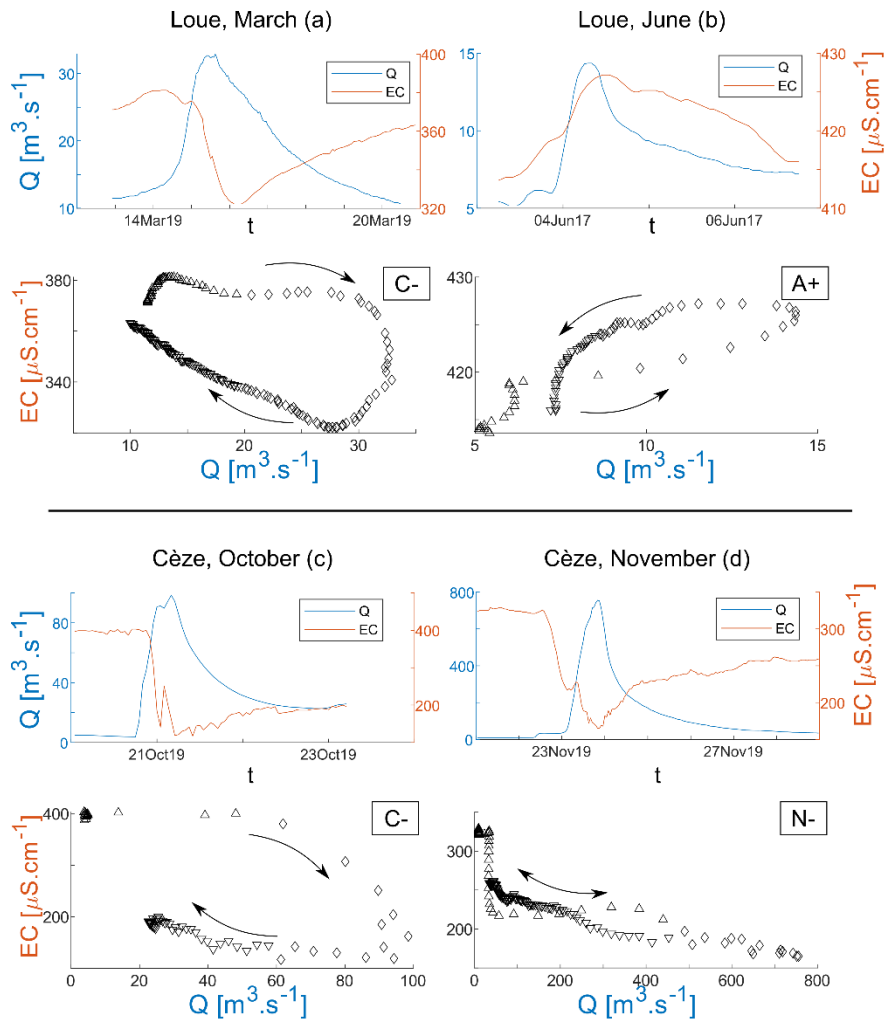 Loue, March (a)
Loue, June (b)
Q [m³.s⁻¹]
30
20
10
Q
EC
400
380
360
340
320
14Mar19
20Mar19
t
15
10
5
Q
EC
430
420
410
EC [μS.cm⁻¹]
04Jun17
06Jun17
t
EC [μS.cm⁻¹]
380
340
C-
10
20
30
Q [m³.s⁻¹]
430
420
A+
5
10
15
Q [m³.s⁻¹]
Cèze, October (c)
Cèze, November (d)
Q [m³.s⁻¹]
80
40
0
Q
EC
400
200
21Oct19
23Oct19
t
800
400
0
Q
EC
300
200
EC [μS.cm⁻¹]
23Nov19
27Nov19
t
EC [μS.cm⁻¹]
400
200
C-
0
20
40
60
80
100
Q [m³.s⁻¹]
300
200
N-
0
200
400
600
800
Q [m³.s⁻¹]